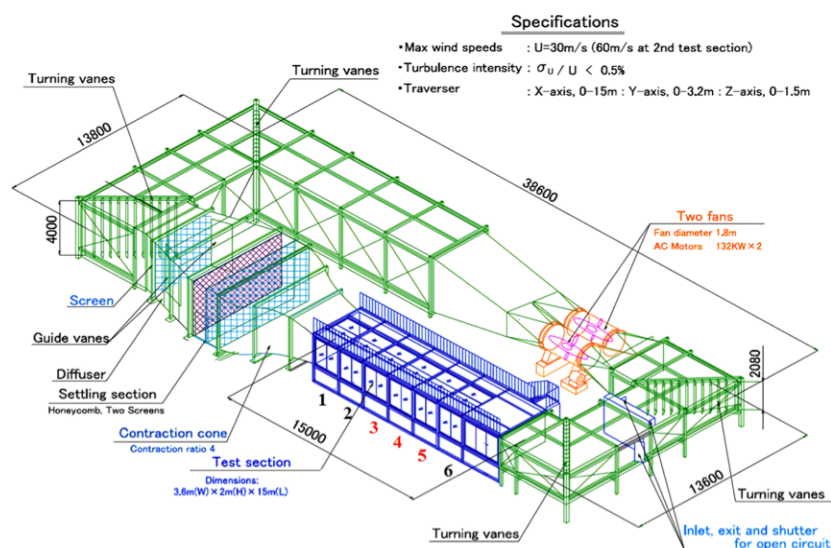 Specifications
•Max wind speeds : U=30m/s (60m/s at 2nd test section)
•Turbulence intensity : σU / U < 0.5%
•Traverser : X-axis, 0-15m : Y-axis, 0-3.2m : Z-axis, 0-1.5m
Turning vanes
Turning vanes
13800
38600
4000
Two fans
Fan diameter 1.8m
AC Motors 132KW×2
Screen
Guide vanes
Diffuser
Settling section
Honeycomb, Two Screens
Contraction cone
Contraction ratio 4
Test section
Dimensions:
3.6m(W)×2m(H)×15m(L)
15000
1
2
3
4
5
6
2080
13600
Turning vanes
Turning vanes
Inlet, exit and shutter
for open circuit